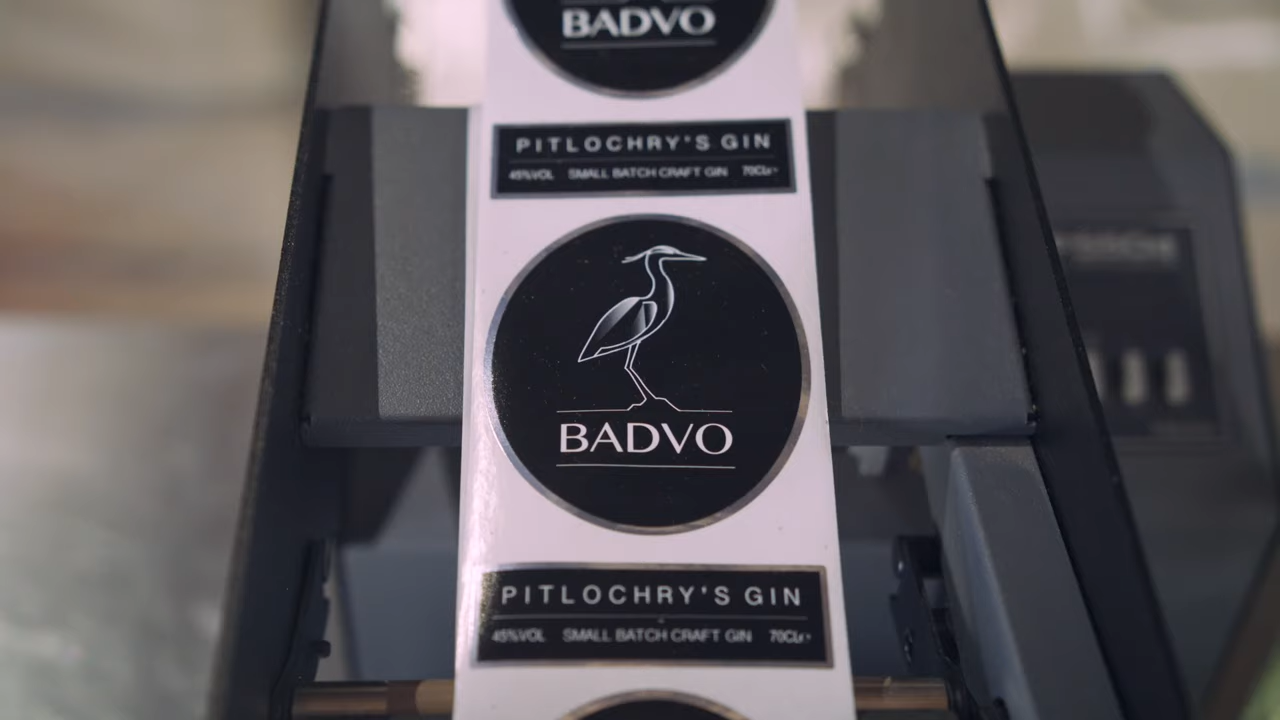 BADVO
PITLOCHRY'S GIN
45%VOL SMALL BATCH CRAFT GIN 70CL
BADVO
PITLOCHRY'S GIN
45%VOL SMALL BATCH CRAFT GIN 70CL